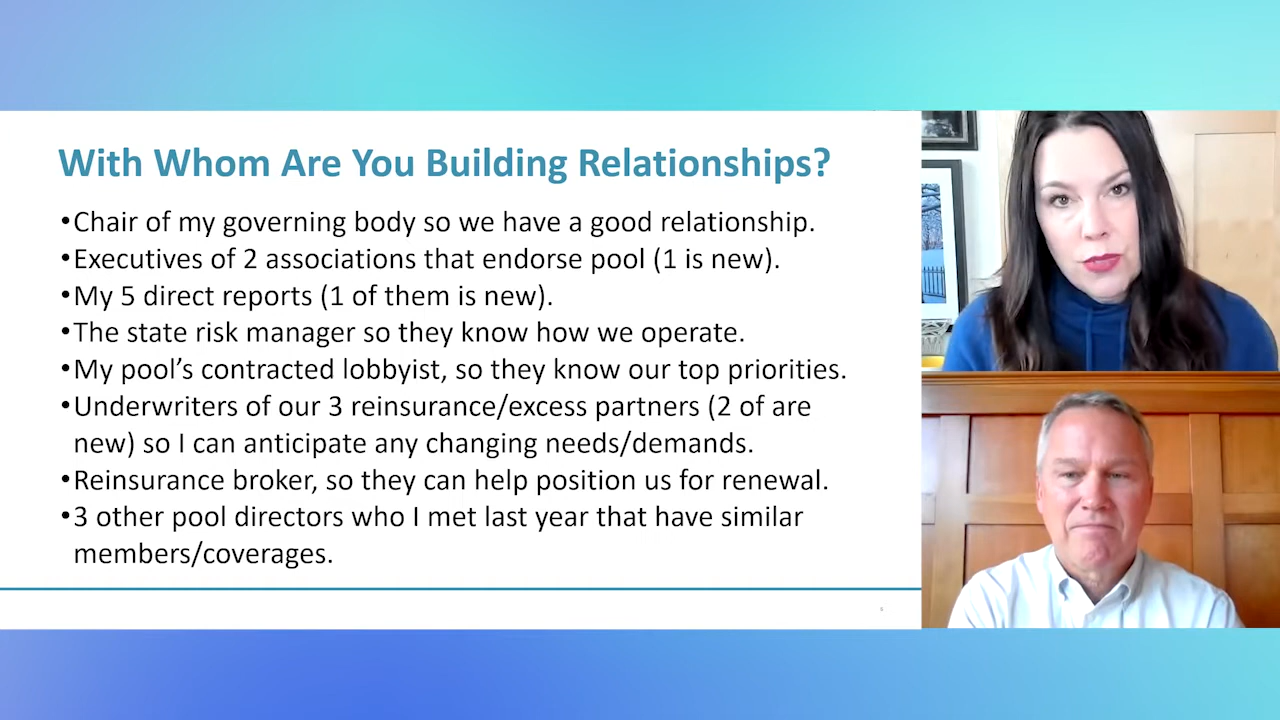 With Whom Are You Building Relationships?
•Chair of my governing body so we have a good relationship.
•Executives of 2 associations that endorse pool (1 is new).
•My 5 direct reports (1 of them is new).
•The state risk manager so they know how we operate.
•My pool’s contracted lobbyist, so they know our top priorities.
•Underwriters of our 3 reinsurance/excess partners (2 of are
new) so I can anticipate any changing needs/demands.
•Reinsurance broker, so they can help position us for renewal.
•3 other pool directors who I met last year that have similar
members/coverages.